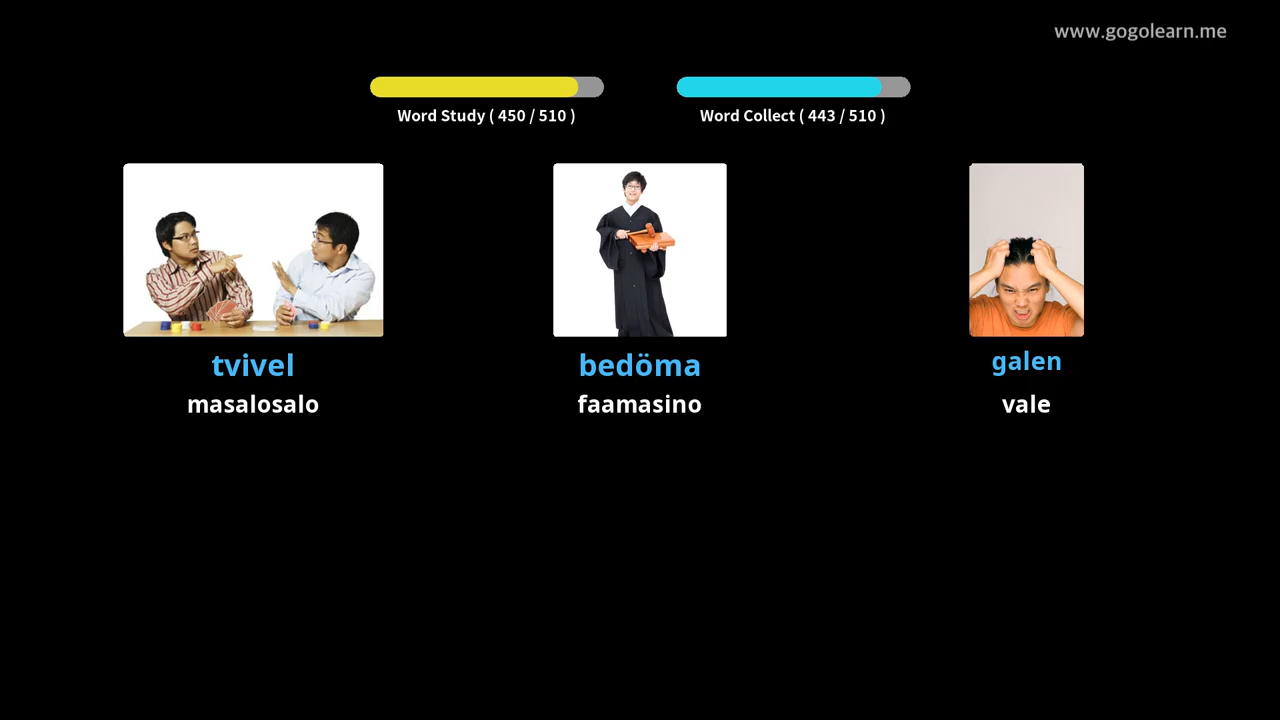 www.gogolearn.me
Word Study ( 450 / 510 )
Word Collect ( 443 / 510 )
tvivel
masalosalo
bedöma
faamasino
galen
vale